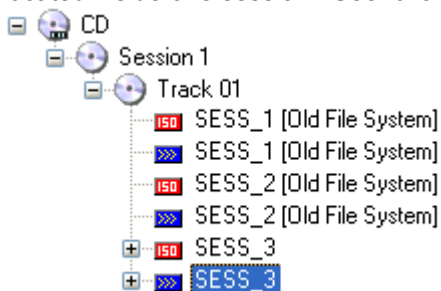 CD
Session 1
Track 01
ISO SESS_1 [Old File System]
>>> SESS_1 [Old File System]
ISO SESS_2 [Old File System]
>>> SESS_2 [Old File System]
ISO SESS_3
>>> SESS_3